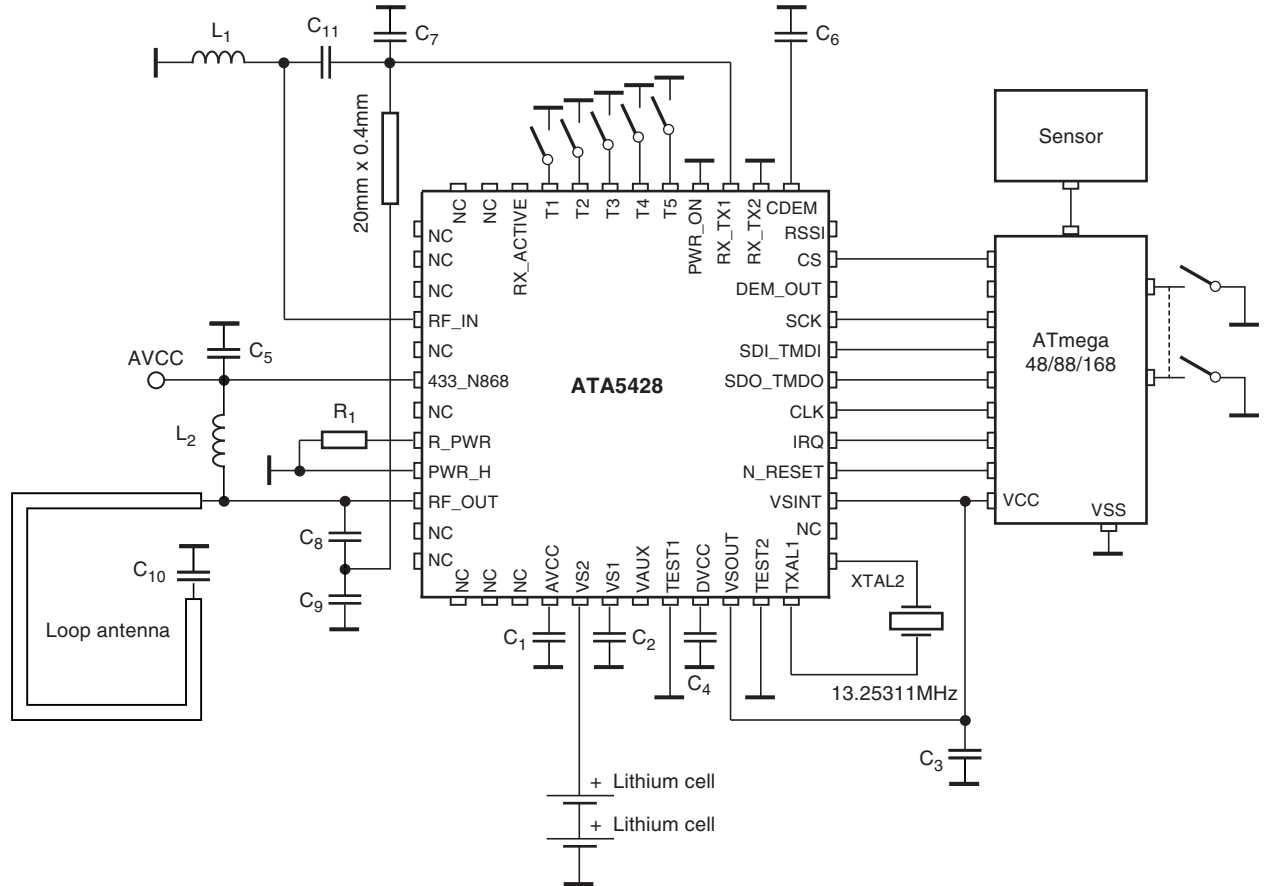 L1
C11
C7
C6
20mm x 0.4mm
Sensor
NC
NC
RX_ACTIVE
T1
T2
T3
T4
T5
PWR_ON
RX_TX1
RX_TX2
CDEM
NC
NC
NC
RF_IN
NC
433_N868
NC
R_PWR
PWR_H
RF_OUT
NC
NC
RSSI
CS
DEM_OUT
SCK
SDI_TMDI
SDO_TMDO
CLK
IRQ
N_RESET
VSINT
NC
ATA5428
ATmega
48/88/168
VCC
VSS
AVCC
C5
L2
R1
C8
C9
C10
Loop antenna
NC
NC
NC
AVCC
VS2
VS1
VAUX
TEST1
DVCC
VSOUT
TEST2
TXAL1
XTAL2
C1
C2
C4
13.25311MHz
C3
+ Lithium cell
+ Lithium cell